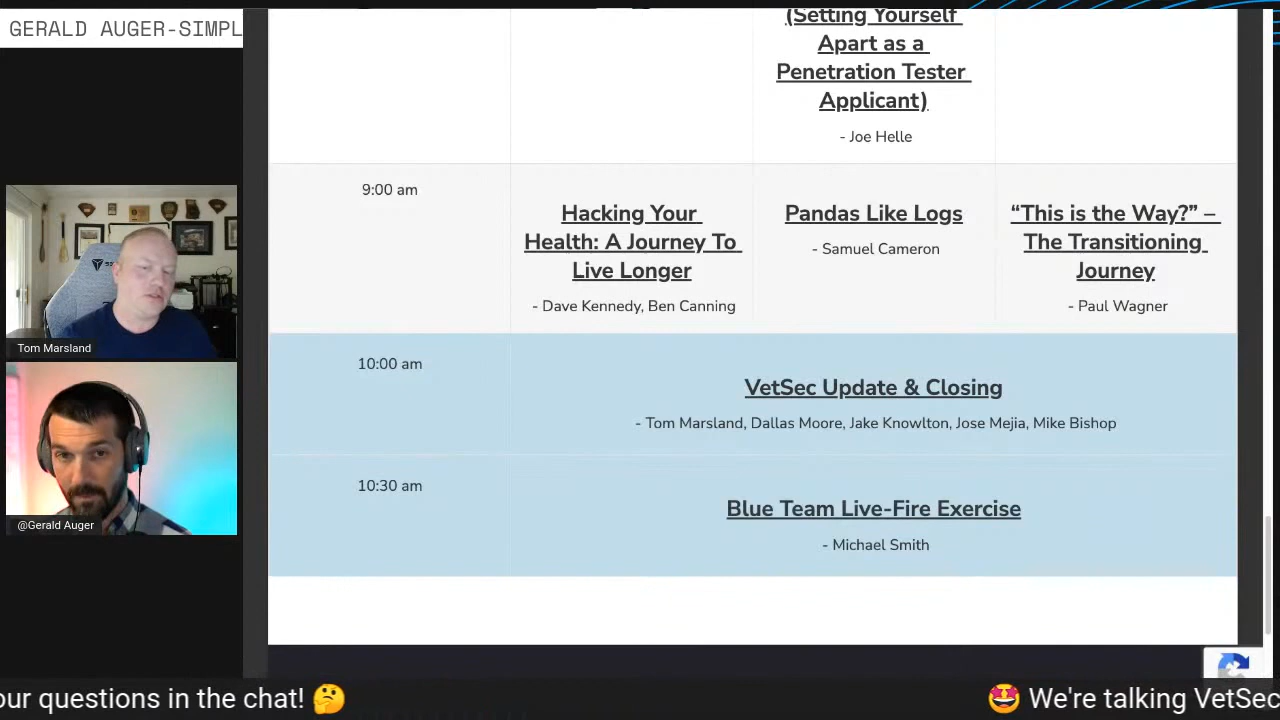 GERALD AUGER-SIMPL
(Setting Yourself
Apart as a
Penetration Tester
Applicant)
- Joe Helle
9:00 am
Hacking Your
Health: A Journey To
Live Longer
- Dave Kennedy, Ben Canning
Pandas Like Logs
- Samuel Cameron
“This is the Way?” –
The Transitioning
Journey
- Paul Wagner
10:00 am
VetSec Update & Closing
- Tom Marsland, Dallas Moore, Jake Knowlton, Jose Mejia, Mike Bishop
10:30 am
Blue Team Live-Fire Exercise
- Michael Smith
Tom Marsland
@Gerald Auger
our questions in the chat! 🤔
🤩 We're talking VetSec